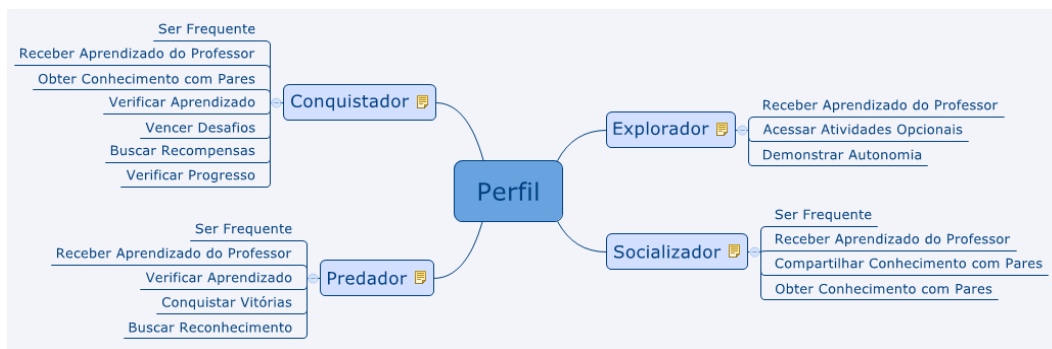 Perfil
Conquistador
Ser Frequente
Receber Aprendizado do Professor
Obter Conhecimento com Pares
Verificar Aprendizado
Vencer Desafios
Buscar Recompensas
Verificar Progresso
Predador
Ser Frequente
Receber Aprendizado do Professor
Verificar Aprendizado
Conquistar Vitórias
Buscar Reconhecimento
Explorador
Receber Aprendizado do Professor
Acessar Atividades Opcionais
Demonstrar Autonomia
Socializador
Ser Frequente
Receber Aprendizado do Professor
Compartilhar Conhecimento com Pares
Obter Conhecimento com Pares